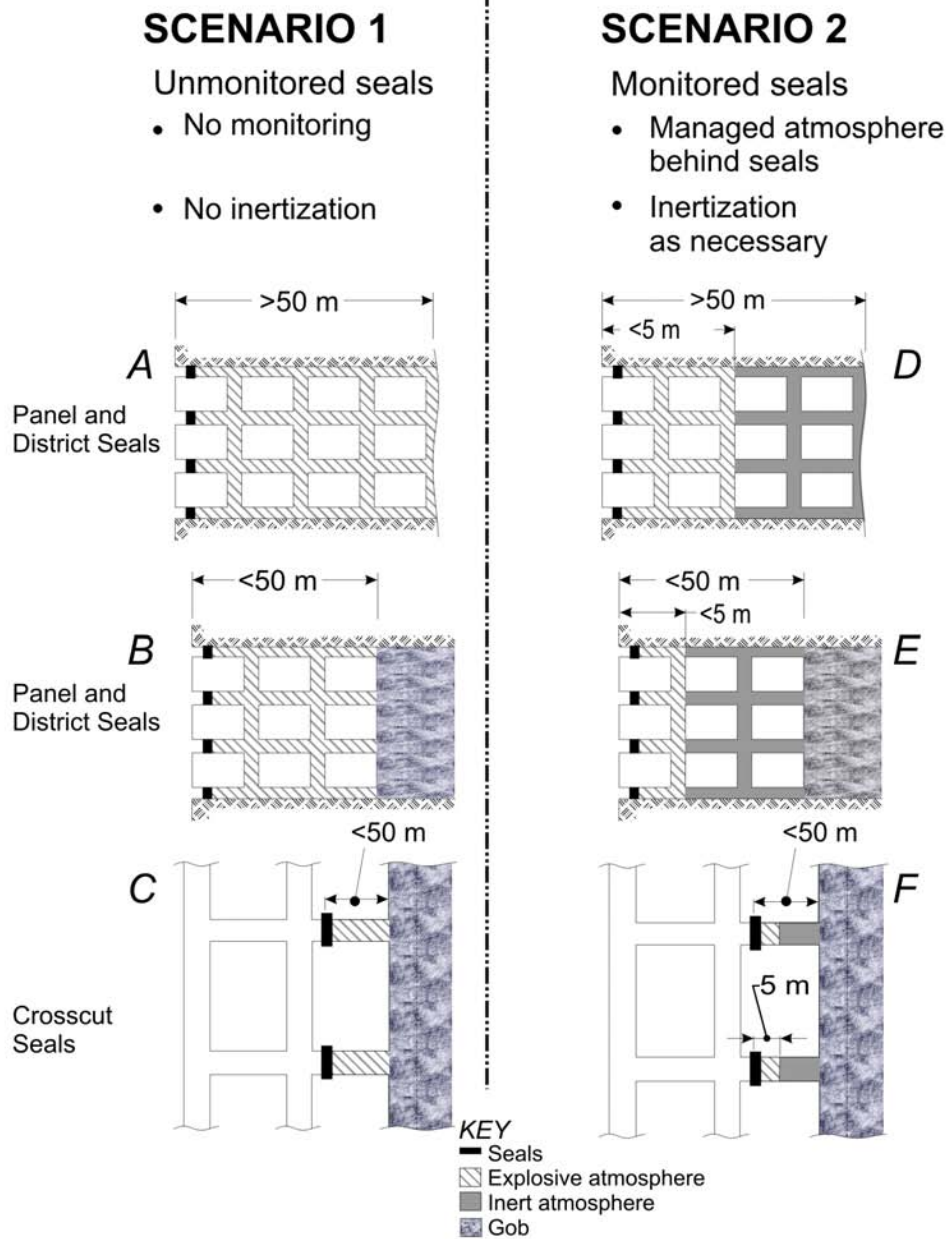 SCENARIO 1
Unmonitored seals
• No monitoring
• No inertization
SCENARIO 2
Monitored seals
• Managed atmosphere
behind seals
• Inertization
as necessary
>50 m
A
Panel and
District Seals
>50 m
<5 m
D
<50 m
B
Panel and
District Seals
<50 m
<5 m
E
<50 m
C
Crosscut
Seals
<50 m
F
5 m
KEY
Seals
Explosive atmosphere
Inert atmosphere
Gob